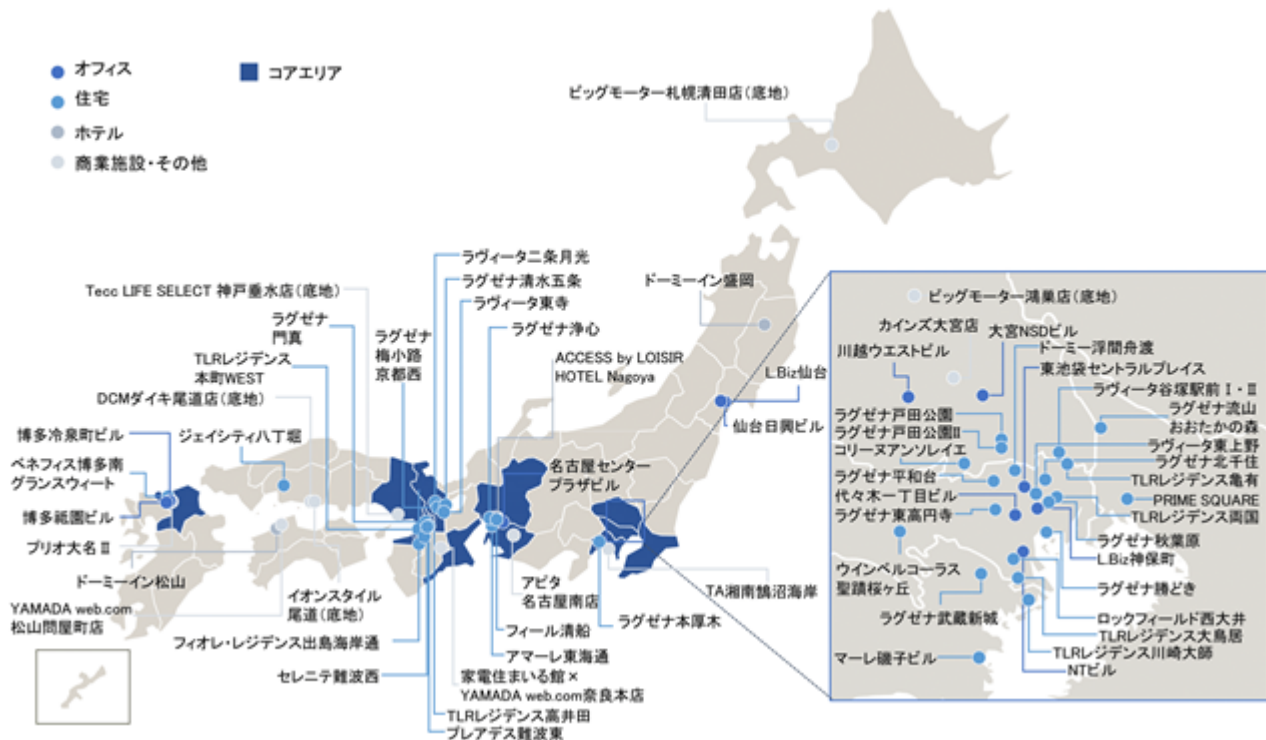 オフィス
コアエリア
住宅
ホテル
商業施設・その他
ビッグモーター札幌清田店(底地)
ラヴィータ二条月光
ラグゼナ清水五条
ラヴィータ東寺
ラグゼナ浄心
Tecc LIFE SELECT 神戸垂水店(底地)
ラグゼナ
門真
ラグゼナ
梅小路
京都西
ACCESS by LOISIR
HOTEL Nagoya
TLRレジデンス
本町WEST
DCMダイキ尾道店(底地)
ドーミーイン盛岡
L.Biz仙台
仙台日興ビル
博多冷泉町ビル
ジェイシティ八丁堀
ベネフィス博多南
グランスウィート
博多祇園ビル
プリオ大名Ⅱ
ドーミーイン松山
YAMADA web.com
松山問屋町店
イオンスタイル
尾道(底地)
フィオレ・レジデンス出島海岸通
セレニテ難波西
名古屋センター
プラザビル
アピタ
名古屋南店
フィール清船
アマーレ東海通
家電住まいる館×
YAMADA web.com奈良本店
TLRレジデンス高井田
プレアデス難波東
TA湘南鵠沼海岸
ラグゼナ本厚木
ビッグモーター鴻巣店(底地)
カインズ大宮店
大宮NSDビル
川越ウエストビル
ドーミー浮間舟渡
東池袋セントラルプレイス
ラヴィータ谷塚駅前Ⅰ・Ⅱ
ラグゼナ流山
おおたかの森
ラグゼナ戸田公園
ラグゼナ戸田公園Ⅱ
コリーヌアンソレイエ
ラヴィータ東上野
ラグゼナ北千住
ラグゼナ平和台
TLRレジデンス亀有
代々木一丁目ビル
PRIME SQUARE
ラグゼナ東高円寺
TLRレジデンス両国
ラグゼナ秋葉原
L.Biz神保町
ウインベルコーラス
聖蹟桜ヶ丘
ラグゼナ勝どき
ラグゼナ武蔵新城
ロックフィールド西大井
TLRレジデンス大鳥居
TLRレジデンス川崎大師
マーレ磯子ビル
NTビル